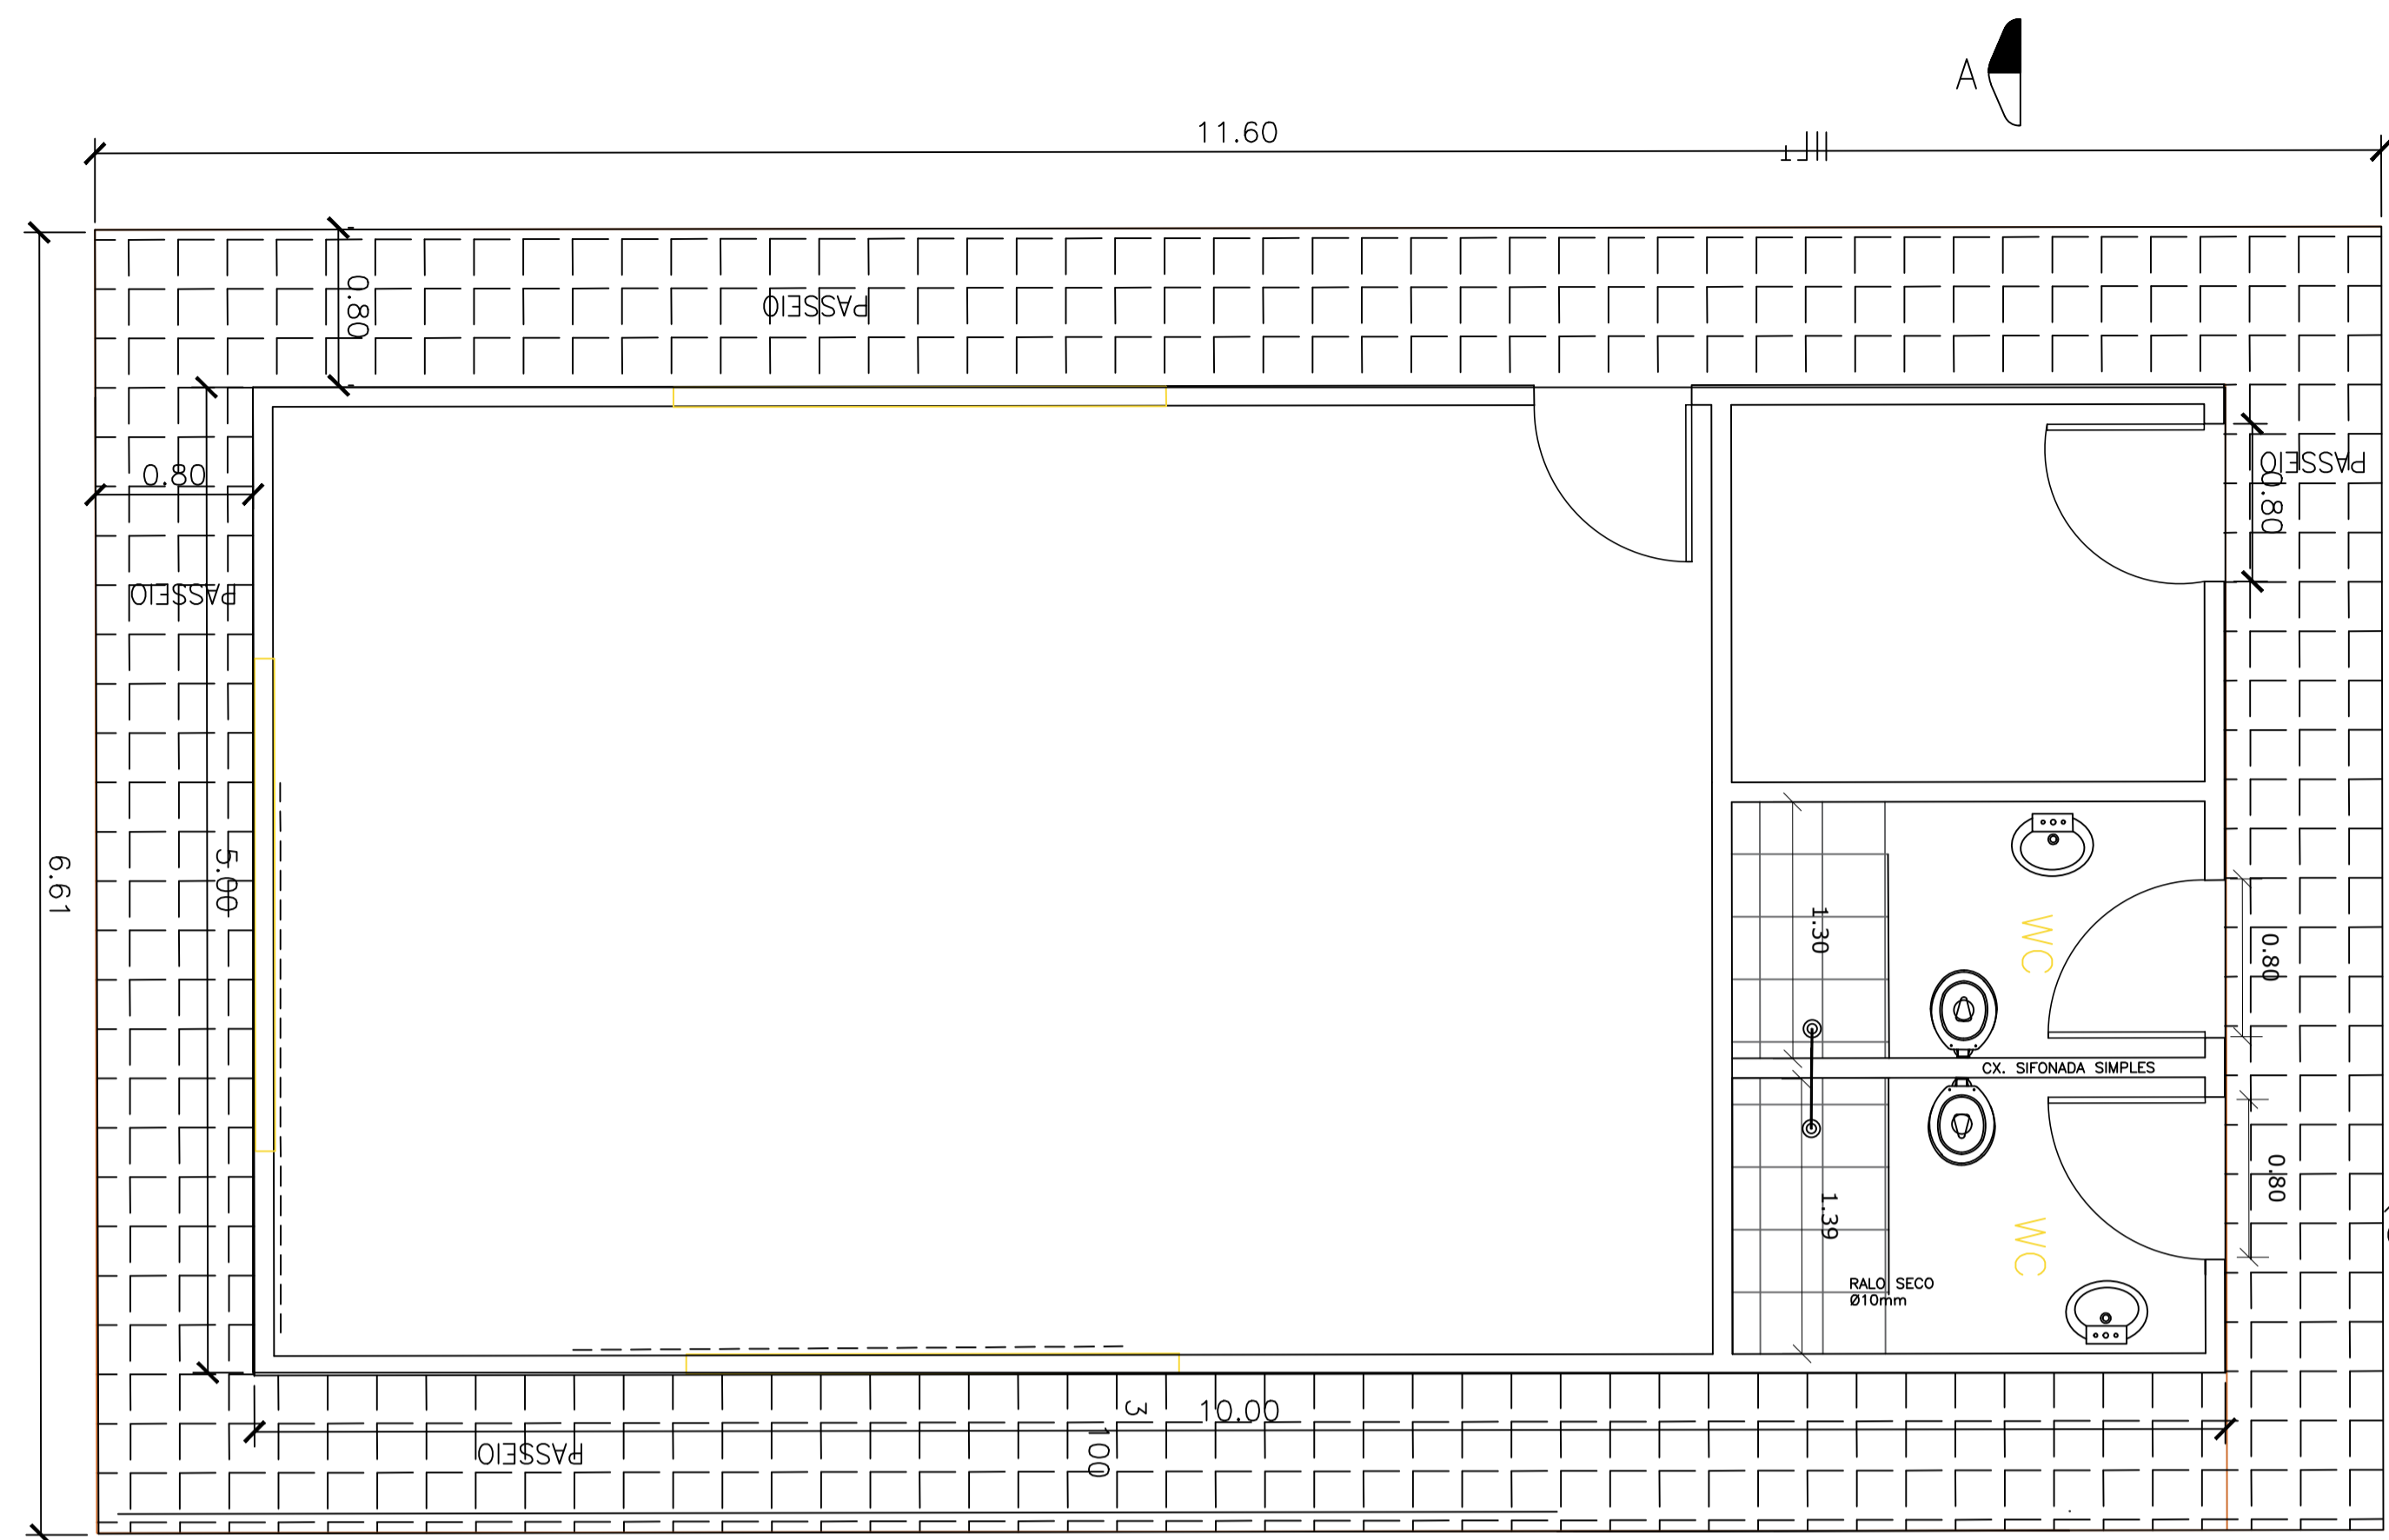 A
11.60
0.80
PASSEIO
0.80
PASSEIO
0.80
PASSEIO
5.00
6.61
1.30
WC
0.80
CX. SIFONADA SIMPLES
0.80
1.39
WC
RALO SECO
Ø10mm
3
10.00
100
PASSEIO